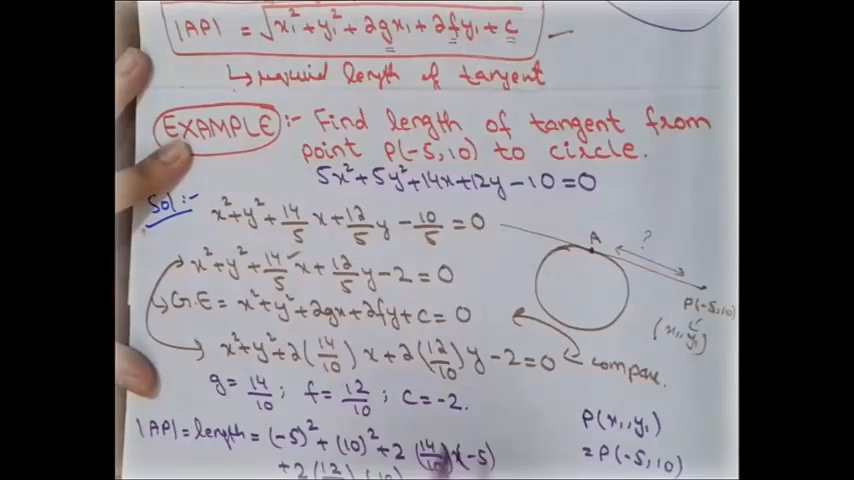 |AP| = √x₁² + y₁² + 2gx₁ + 2fy₁ + c
↳ required length of tangent
EXAMPLE :- Find length of tangent from
point P(-5,10) to circle.
5x² + 5y² + 14x + 12y - 10 = 0
Sol:-
x² + y² + 14/5 x + 12/5 y - 10/5 = 0
x² + y² + 14/5 x + 12/5 y - 2 = 0
G.E = x² + y² + 2gx + 2fy + c = 0
x² + y² + 2(14/10) x + 2(12/10) y - 2 = 0
compare.
g = 14/10 ; f = 12/10 ; c = -2.
|AP| = length = (-5)² + (10)² + 2 (14/10) x (-5)
+ 2 (12/10) (10)
A
?
P(-5,10)
(x₁, y₁)
P(x₁, y₁)
= P(-5,10)